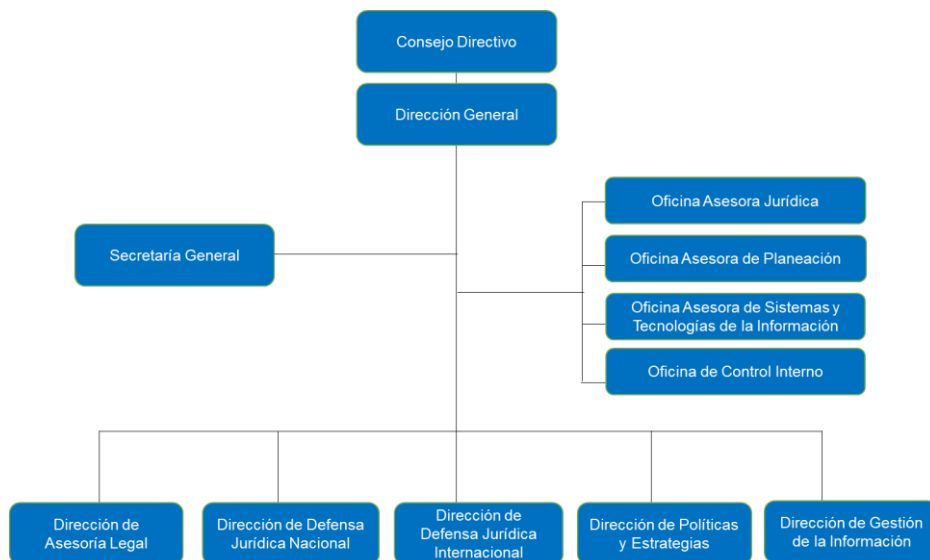 Consejo Directivo
Dirección General
Oficina Asesora Jurídica
Secretaría General
Oficina Asesora de Planeación
Oficina Asesora de Sistemas y
Tecnologías de la Información
Oficina de Control Interno
Dirección de
Asesoría Legal
Dirección de Defensa
Jurídica Nacional
Dirección de
Defensa Jurídica
Internacional
Dirección de Políticas
y Estrategias
Dirección de Gestión
de la Información